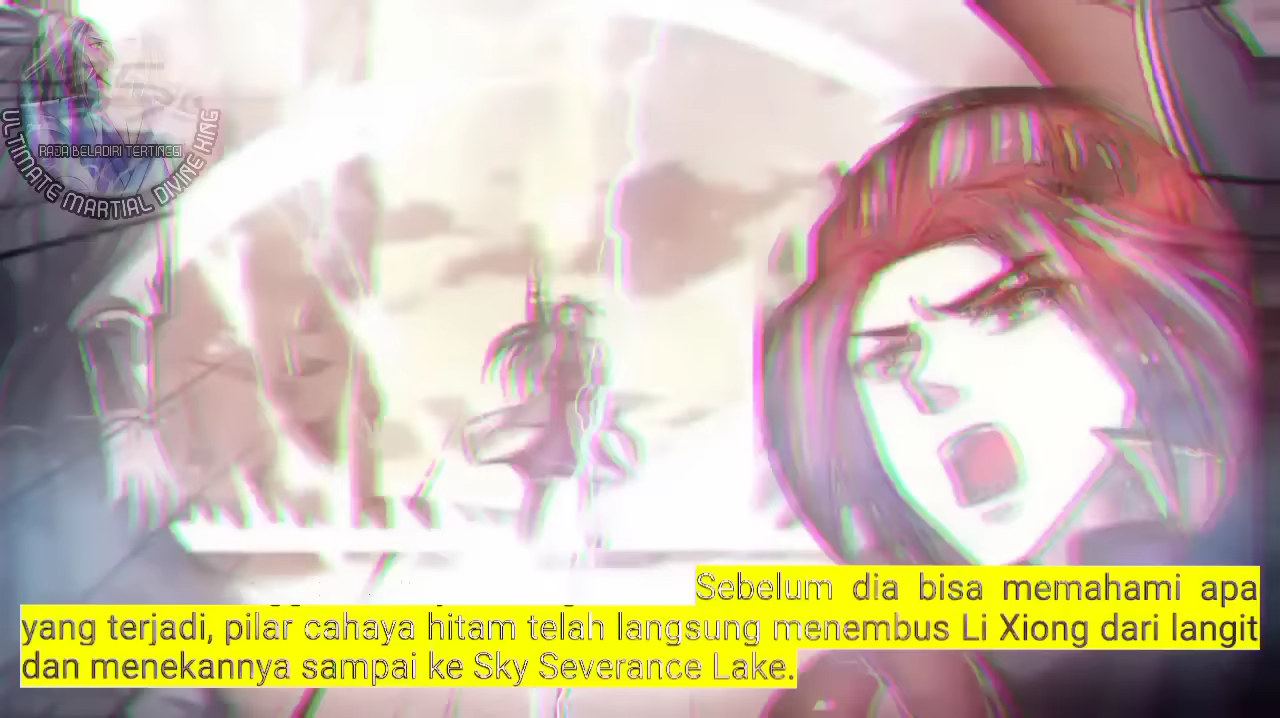 RAJA BELADIRI TERTINGGI
ULTIMATE MARTIAL DIVINE KING
Sebelum dia bisa memahami apa
yang terjadi, pilar cahaya hitam telah langsung menembus Li Xiong dari langit
dan menekannya sampai ke Sky Severance Lake.